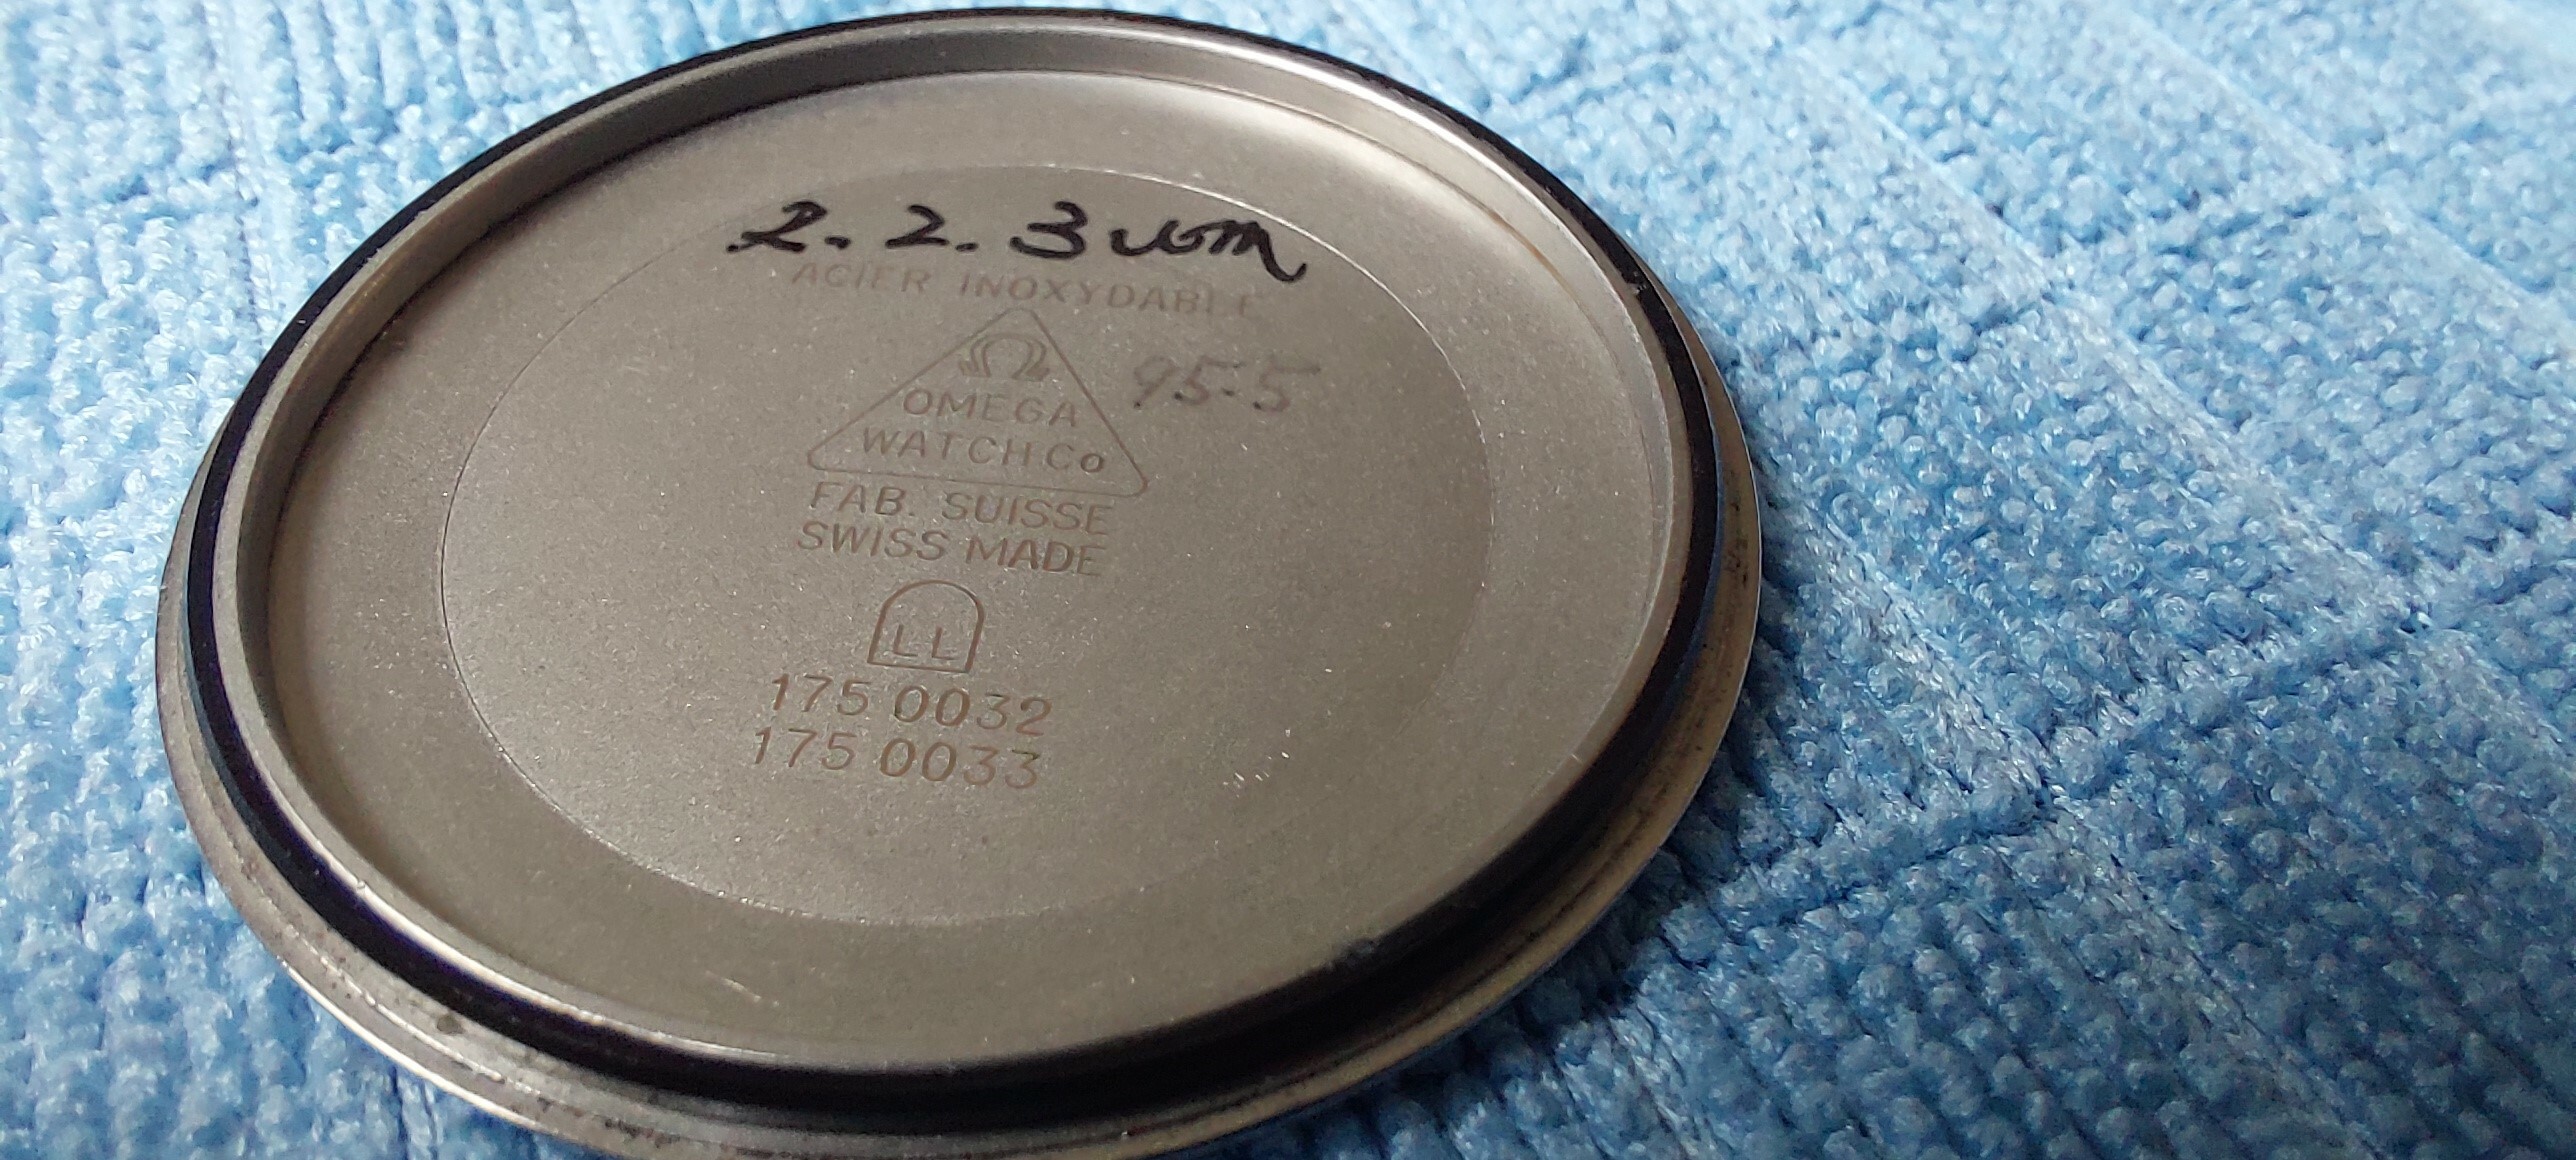 2. 2. 3
ACIER INOXYDABLE
Ω
95.5
OMEGA
WATCH Co
FAB. SUISSE
SWISS MADE
LL
175 0032
175 0033